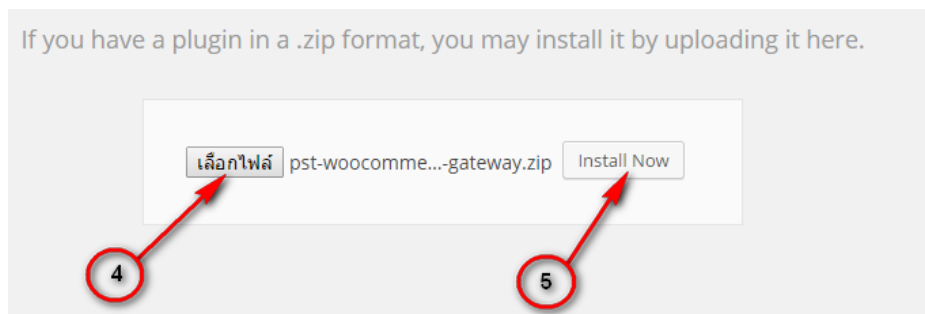 If you have a plugin in a .zip format, you may install it by uploading it here.
เลือกไฟล์ pst-woocomme...-gateway.zip Install Now
4 5